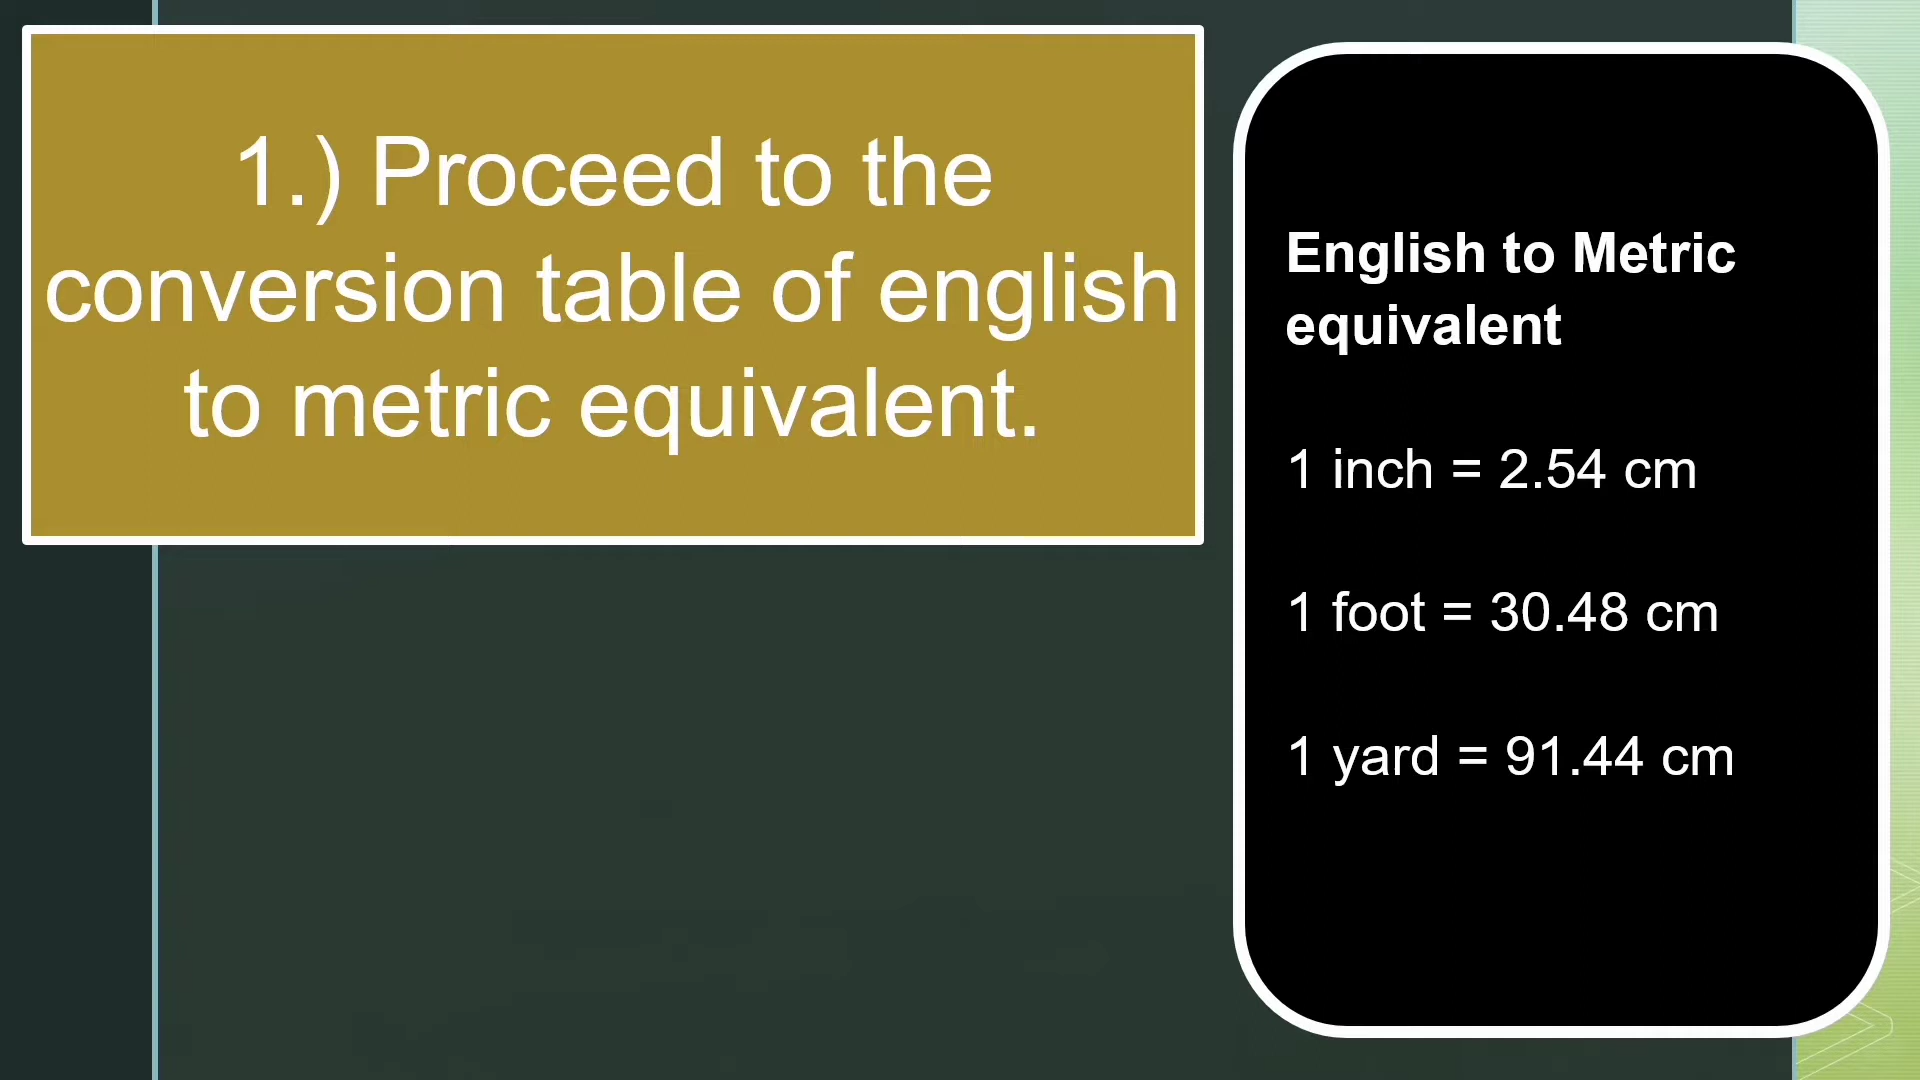 1.) Proceed to the
conversion table of english
to metric equivalent.
English to Metric
equivalent
1 inch = 2.54 cm
1 foot = 30.48 cm
1 yard = 91.44 cm